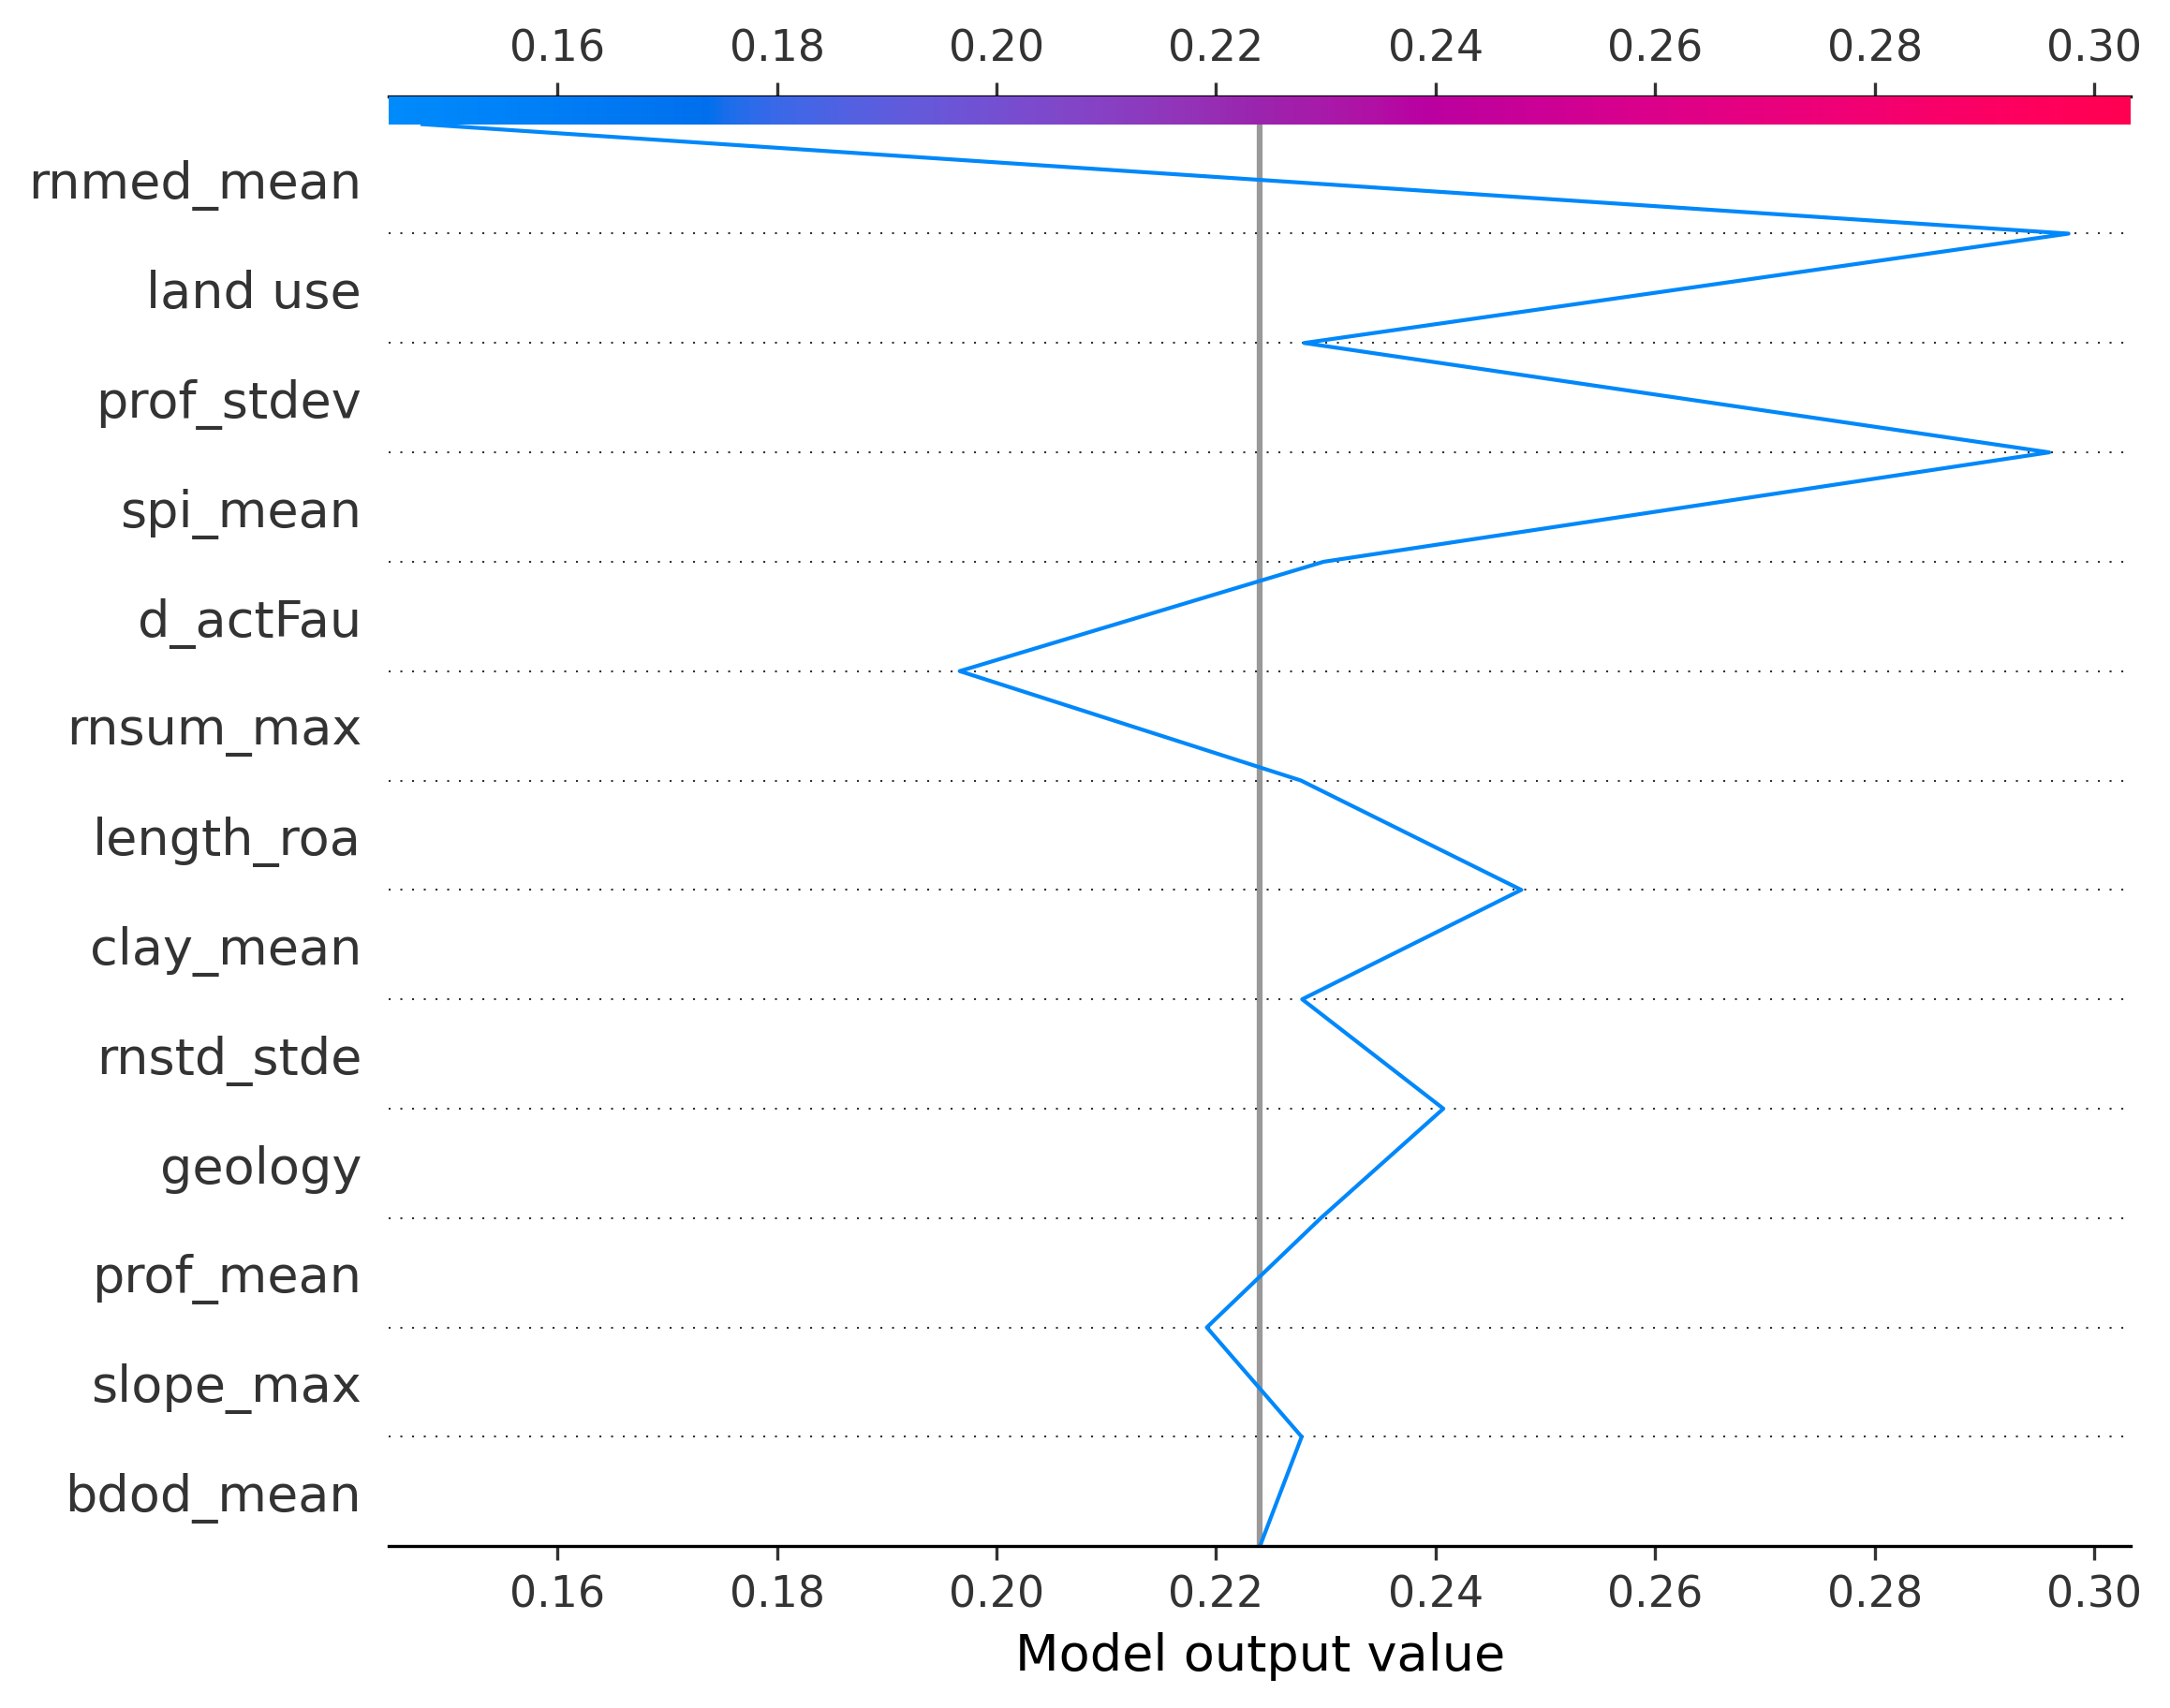 0.16 0.18 0.20 0.22 0.24 0.26 0.28 0.30
rnmed_mean
land use
prof_stdev
spi_mean
d_actFau
rnsum_max
length_roa
clay_mean
rnstd_stde
geology
prof_mean
slope_max
bdod_mean
0.16 0.18 0.20 0.22 0.24 0.26 0.28 0.30
Model output value